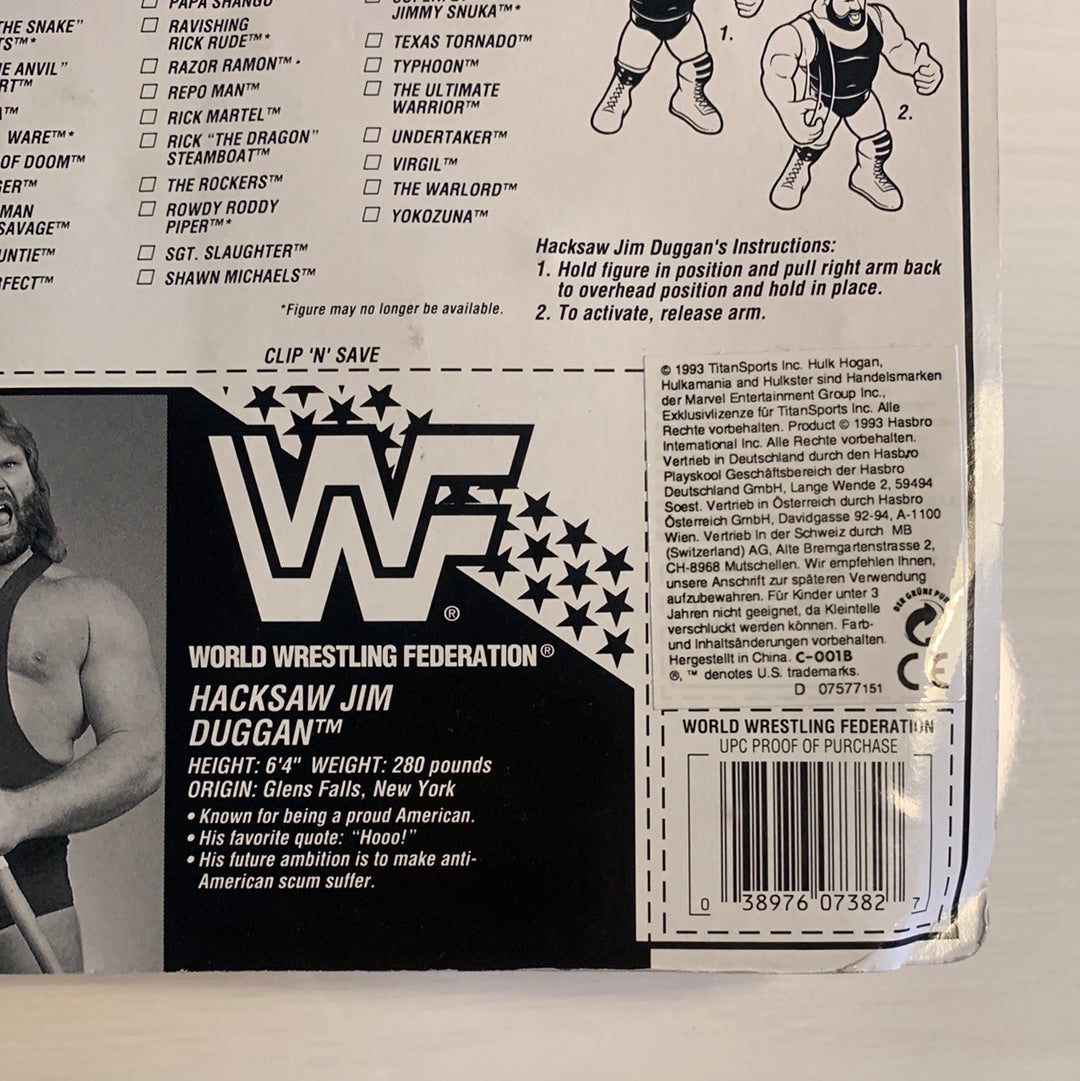 THE SNAKE"
TS™*
E ANVIL"
RT™
™
WARE™*
OF DOOM™
GER™
MAN
SAVAGE™
UNTIE™
RFECT™
☐ PAPA SHANGO™
☐ RAVISHING
RICK RUDE™*
☐ RAZOR RAMON™•
☐ REPO MAN™
☐ RICK MARTEL™
☐ RICK "THE DRAGON"
STEAMBOAT™
☐ THE ROCKERS™
☐ ROWDY RODDY
PIPER™*
☐ SGT. SLAUGHTER™
☐ SHAWN MICHAELS™
JIMMY SNUKA™*
☐ TEXAS TORNADO™
☐ TYPHOON™
☐ THE ULTIMATE
WARRIOR™
☐ UNDERTAKER™
☐ VIRGIL™
☐ THE WARLORD™
☐ YOKOZUNA™
*Figure may no longer be available.
1.
2.
Hacksaw Jim Duggan's Instructions:
1. Hold figure in position and pull right arm back
to overhead position and hold in place.
2. To activate, release arm.
CLIP 'N' SAVE
WF®
WORLD WRESTLING FEDERATION®
HACKSAW JIM
DUGGAN™
HEIGHT: 6'4" WEIGHT: 280 pounds
ORIGIN: Glens Falls, New York
• Known for being a proud American.
• His favorite quote: "Hooo!"
• His future ambition is to make anti-
American scum suffer.
© 1993 TitanSports Inc. Hulk Hogan,
Hulkamania and Hulkster sind Handelsmarken
der Marvel Entertainment Group Inc.,
Exklusivlizenze für TitanSports Inc. Alle
Rechte vorbehalten. Product © 1993 Hasbro
International Inc. Alle Rechte vorbehalten.
Vertrieb in Deutschland durch den Hasbro
Playskool Geschäftsbereich der Hasbro
Deutschland GmbH, Lange Wende 2, 59494
Soest. Vertrieb in Österreich durch Hasbro
Österreich GmbH, Davidgasse 92-94, A-1100
Wien. Vertrieb in der Schweiz durch MB
(Switzerland) AG, Alte Bremgartenstrasse 2,
CH-8968 Mutschellen. Wir empfehlen Ihnen,
unsere Anschrift zur späteren Verwendung
aufzubewahren. Für Kinder unter 3
Jahren nicht geeignet, da Kleinteile
verschluckt werden können. Farb-
und Inhaltsänderungen vorbehalten.
Hergestellt in China. C-001B
®, ™ denotes U.S. trademarks.
D 07577151
DER GRÜNE PUN
CE
WORLD WRESTLING FEDERATION
UPC PROOF OF PURCHASE
0 38976 07382 7